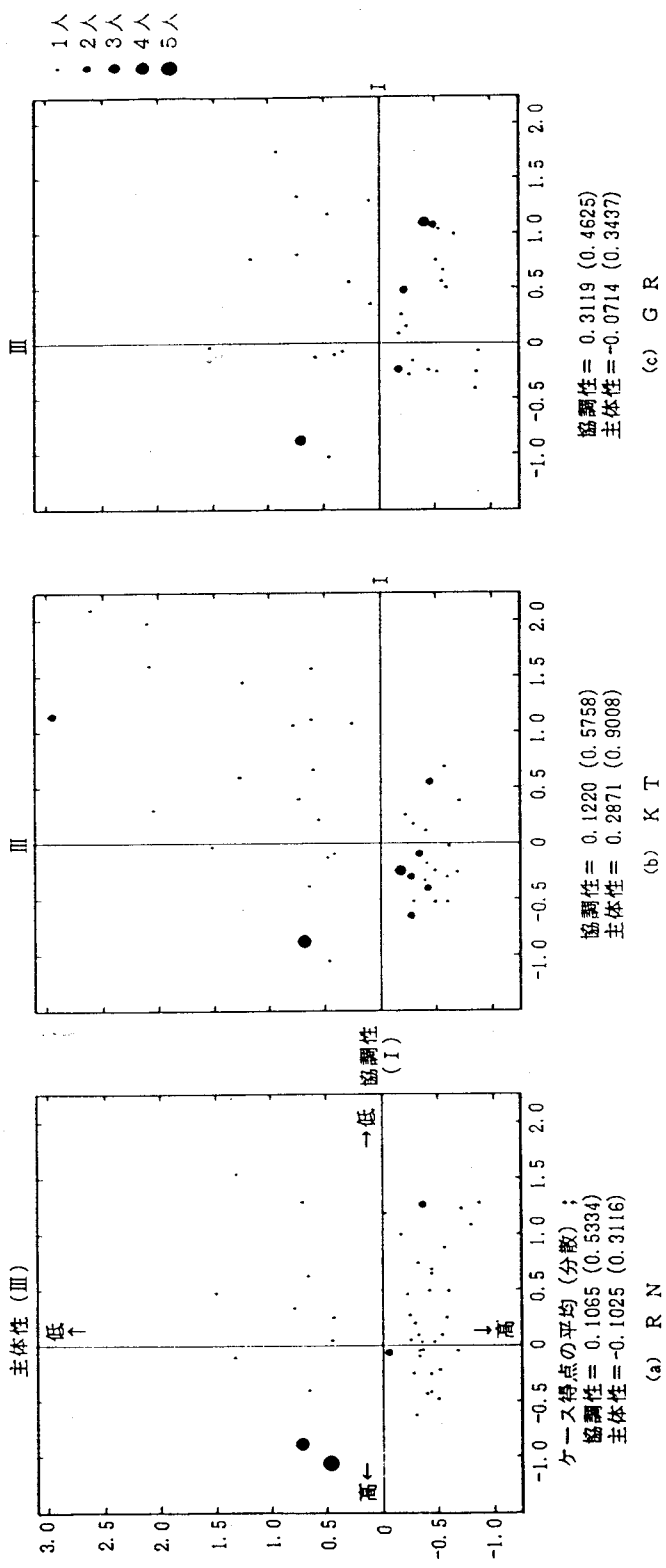 主体性 (Ⅲ)
低↑
高←
→低
↓高
協調性
(Ⅰ)
3.0
2.5
2.0
1.5
1.0
0.5
0
-0.5
-1.0
-1.0 -0.5 0 0.5 1.0 1.5 2.0
ケース得点の平均(分散);
協調性= 0.1065 (0.5334)
主体性=-0.1025 (0.3116)
(a) R N
Ⅲ
Ⅰ
-1.0 -0.5 0 0.5 1.0 1.5 2.0
協調性= 0.1220 (0.5758)
主体性= 0.2871 (0.9008)
(b) K T
Ⅲ
Ⅰ
-1.0 -0.5 0 0.5 1.0 1.5 2.0
協調性= 0.3119 (0.4625)
主体性=-0.0714 (0.3437)
(c) G R
1人
2人
3人
4人
5人